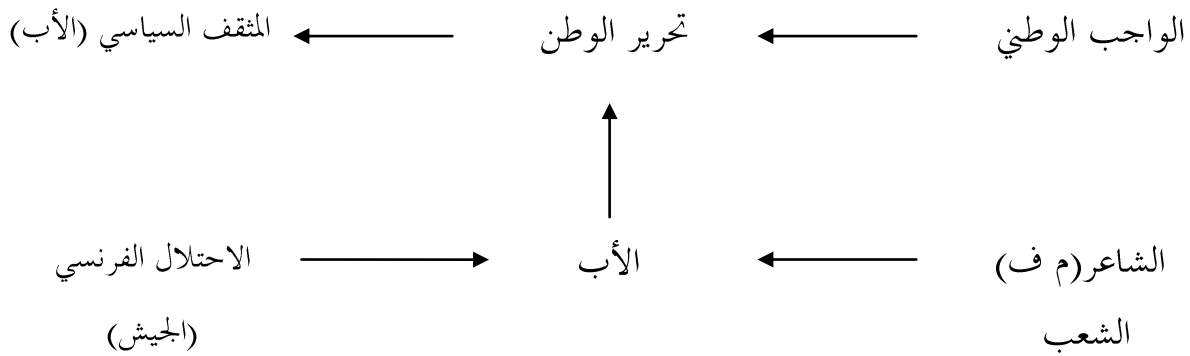 الواجب الوطني
تحرير الوطن
المثقف السياسي (الأب)
الشاعر(م ف)
الأب
الاحتلال الفرنسي
الشعب
(الجيش)